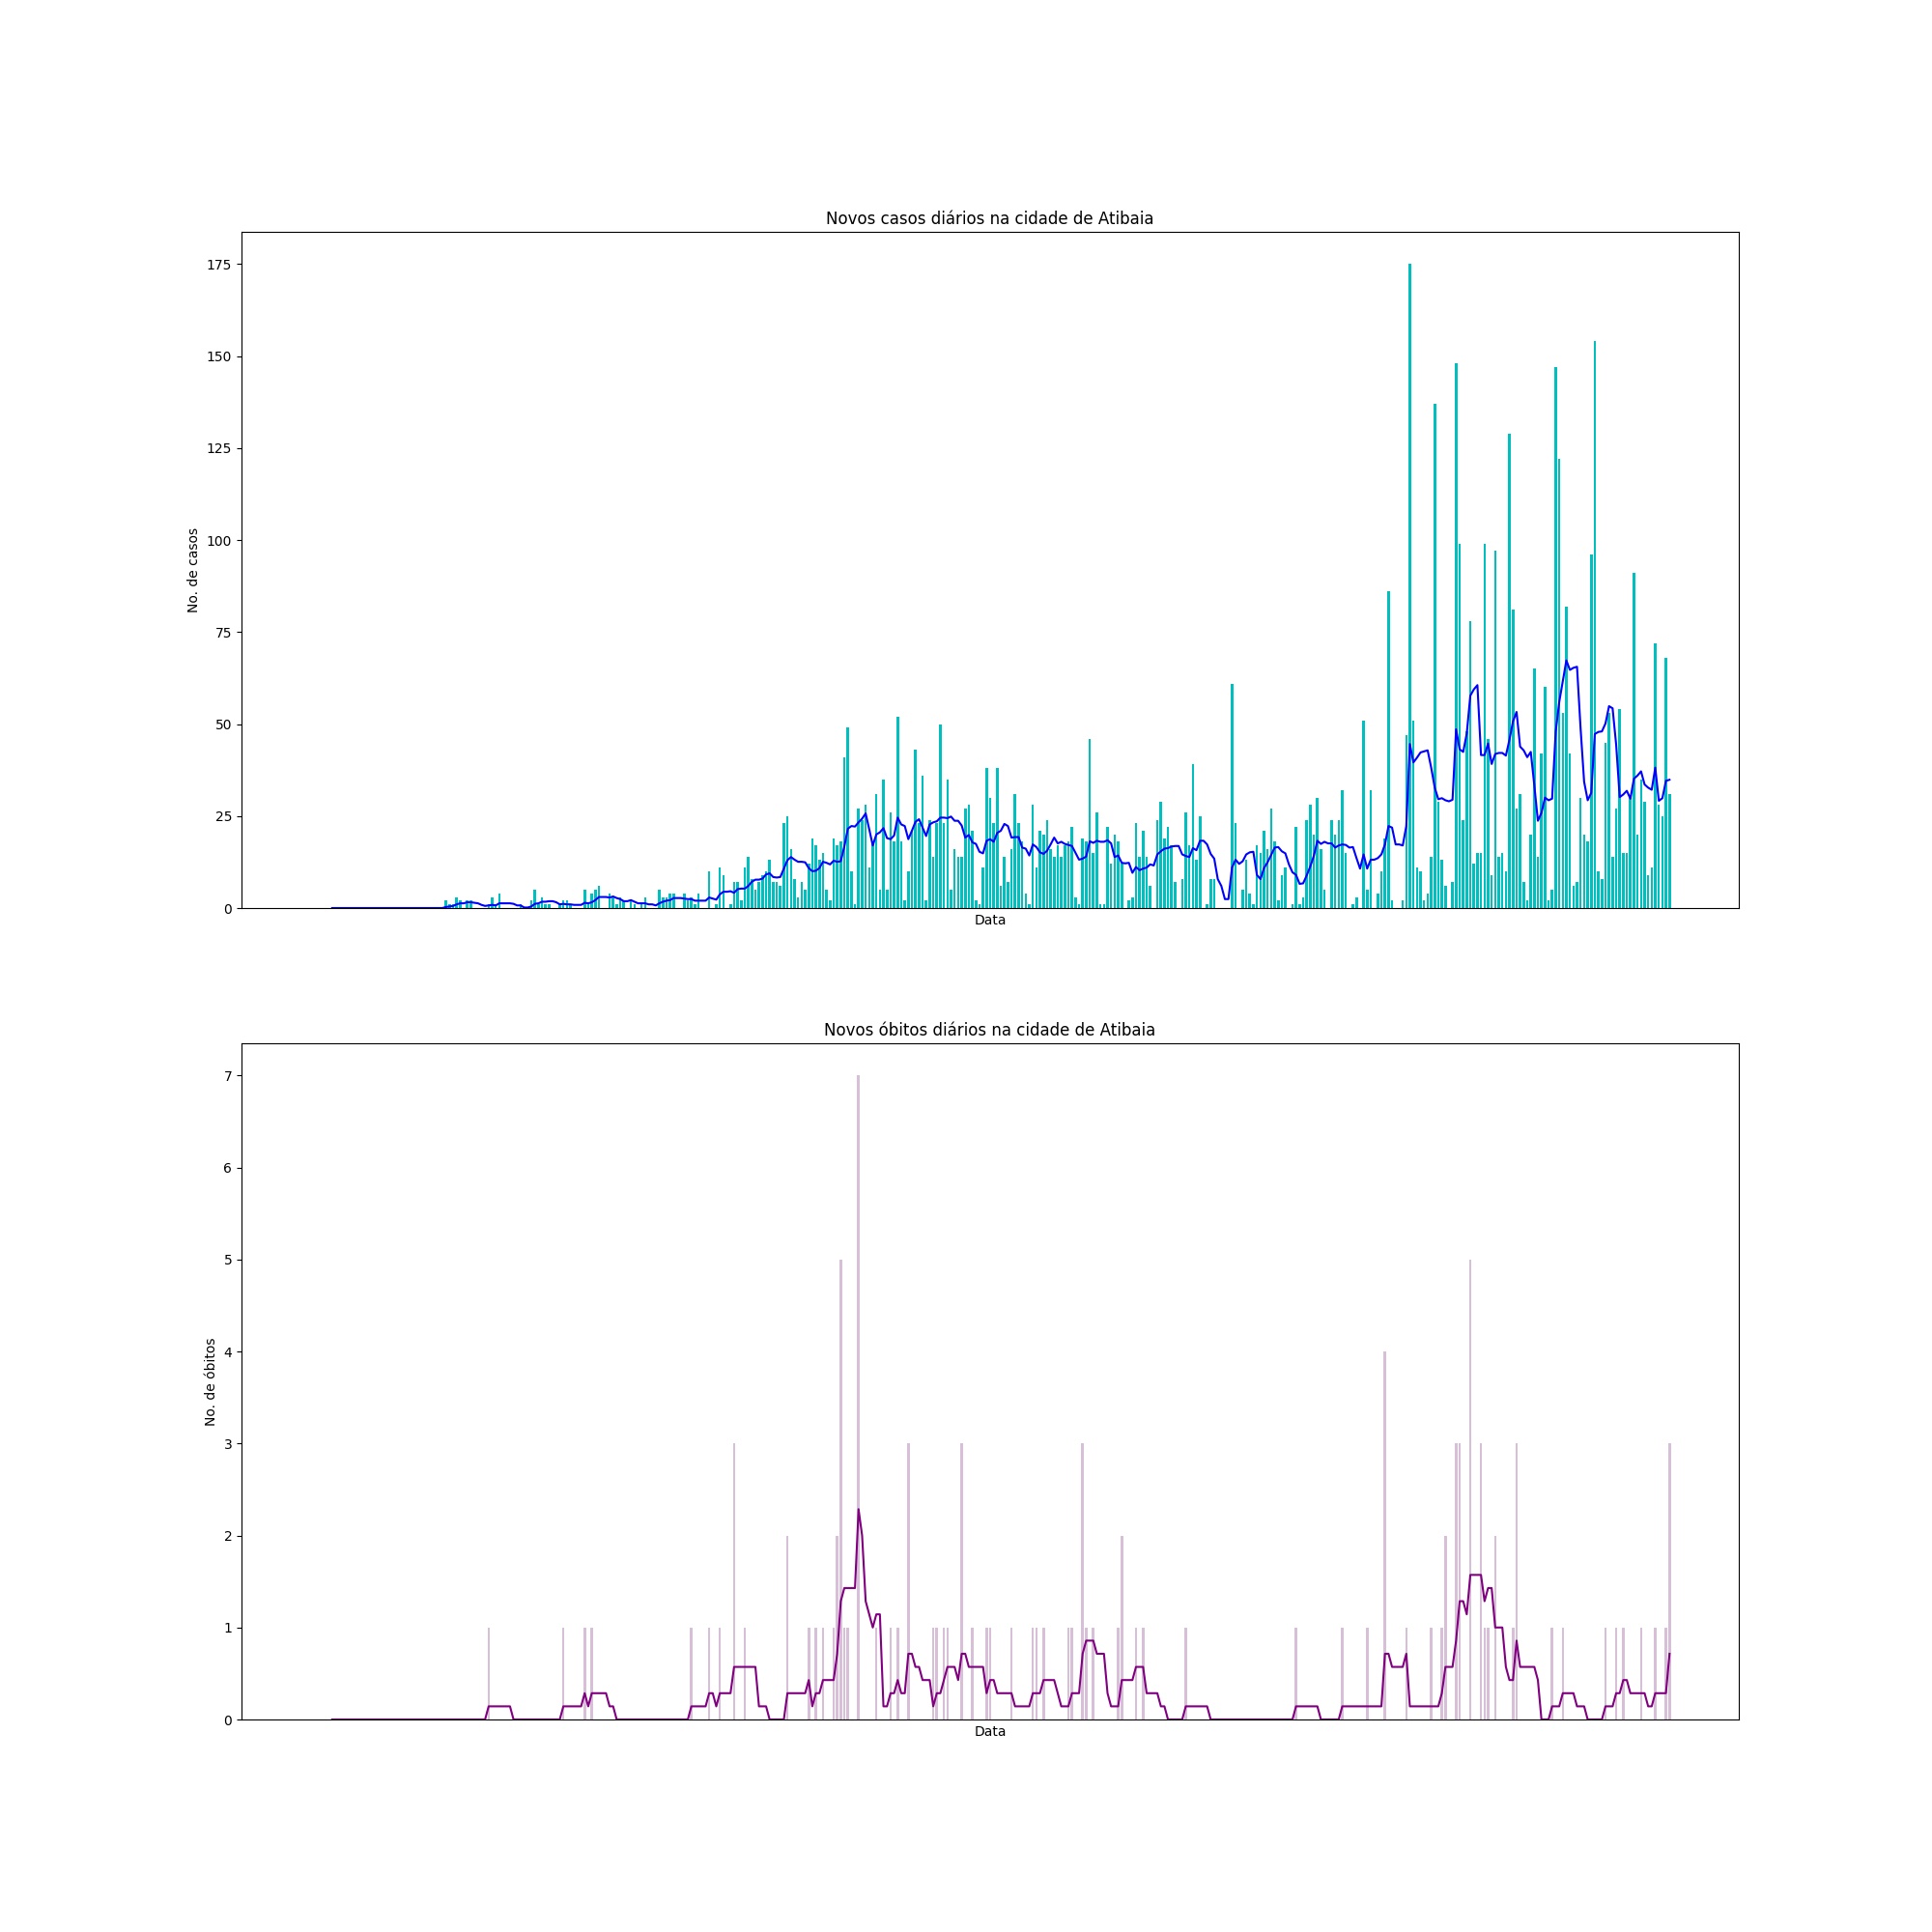 Novos casos diários na cidade de Atibaia
175
150
125
100
75
50
25
0
No. de casos
Data
Novos óbitos diários na cidade de Atibaia
7
6
5
4
3
2
1
0
No. de óbitos
Data